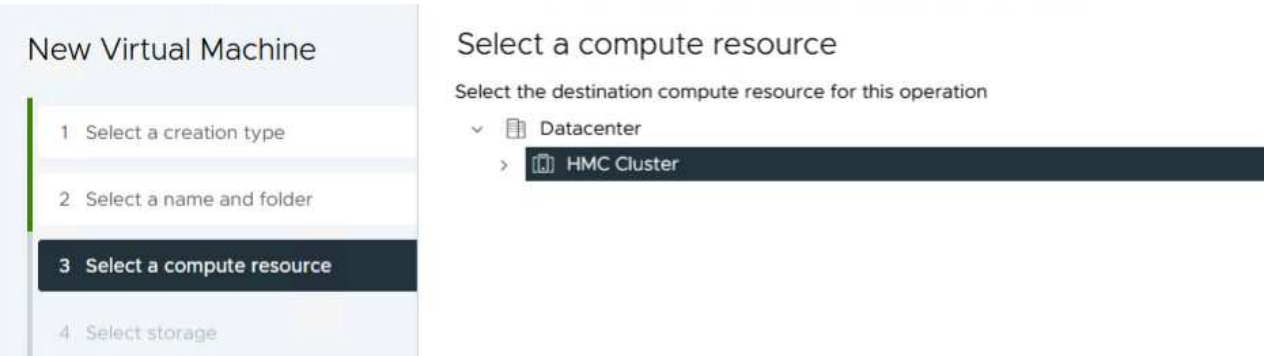 New Virtual Machine
1 Select a creation type
2 Select a name and folder
3 Select a compute resource
4 Select storage
Select a compute resource
Select the destination compute resource for this operation
Datacenter
HMC Cluster